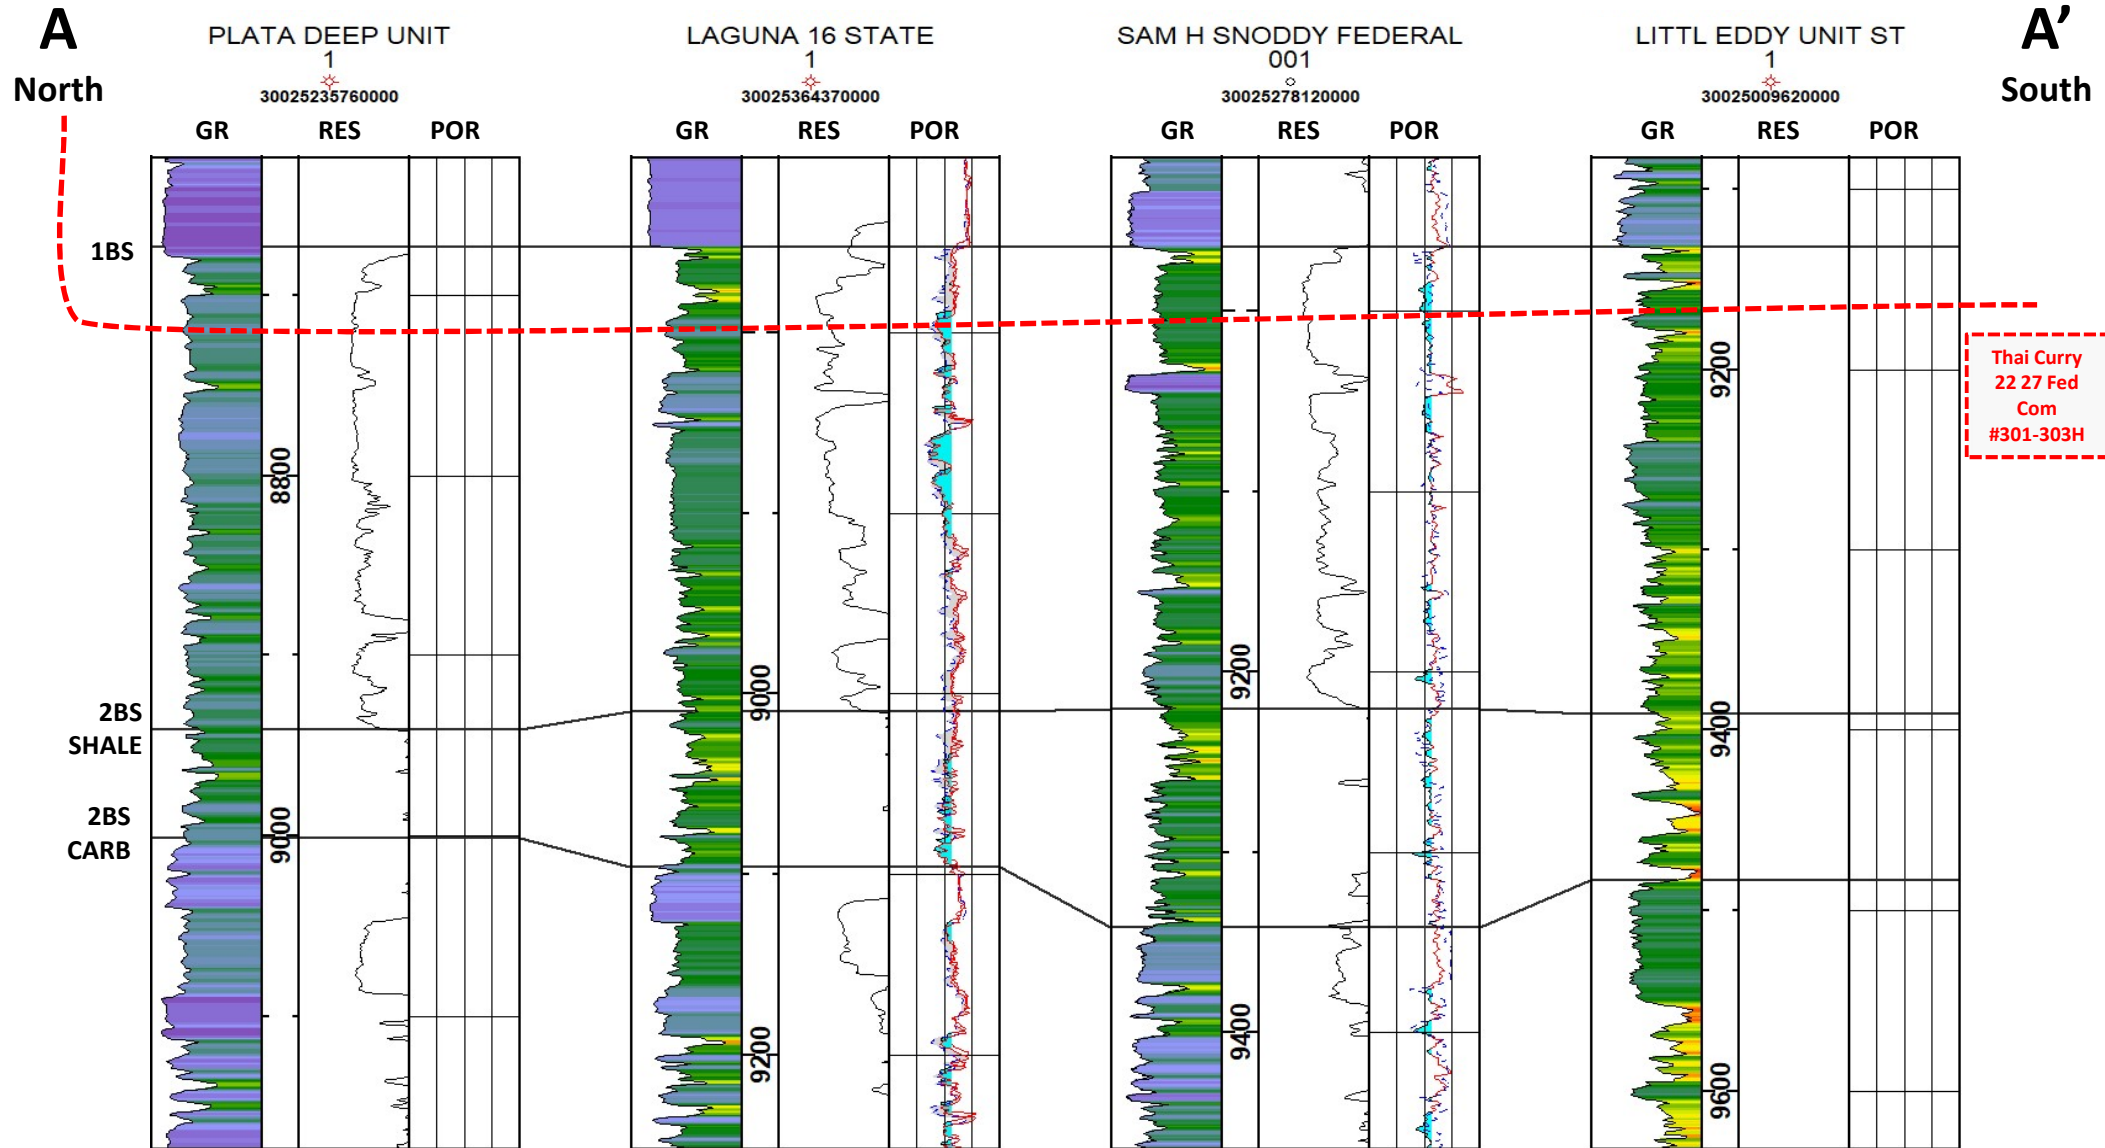 A
North
A’
South
PLATA DEEP UNIT
1
30025235760000
LAGUNA 16 STATE
1
30025364370000
SAM H SNODDY FEDERAL
001
30025278120000
LITTL EDDY UNIT ST
1
30025009620000
GR RES POR
GR RES POR
GR RES POR
GR RES POR
1BS
2BS
SHALE
2BS
CARB
8800
9000
9000
9200
9200
9400
9200
9400
9600
Thai Curry
22 27 Fed
Com
#301-303H